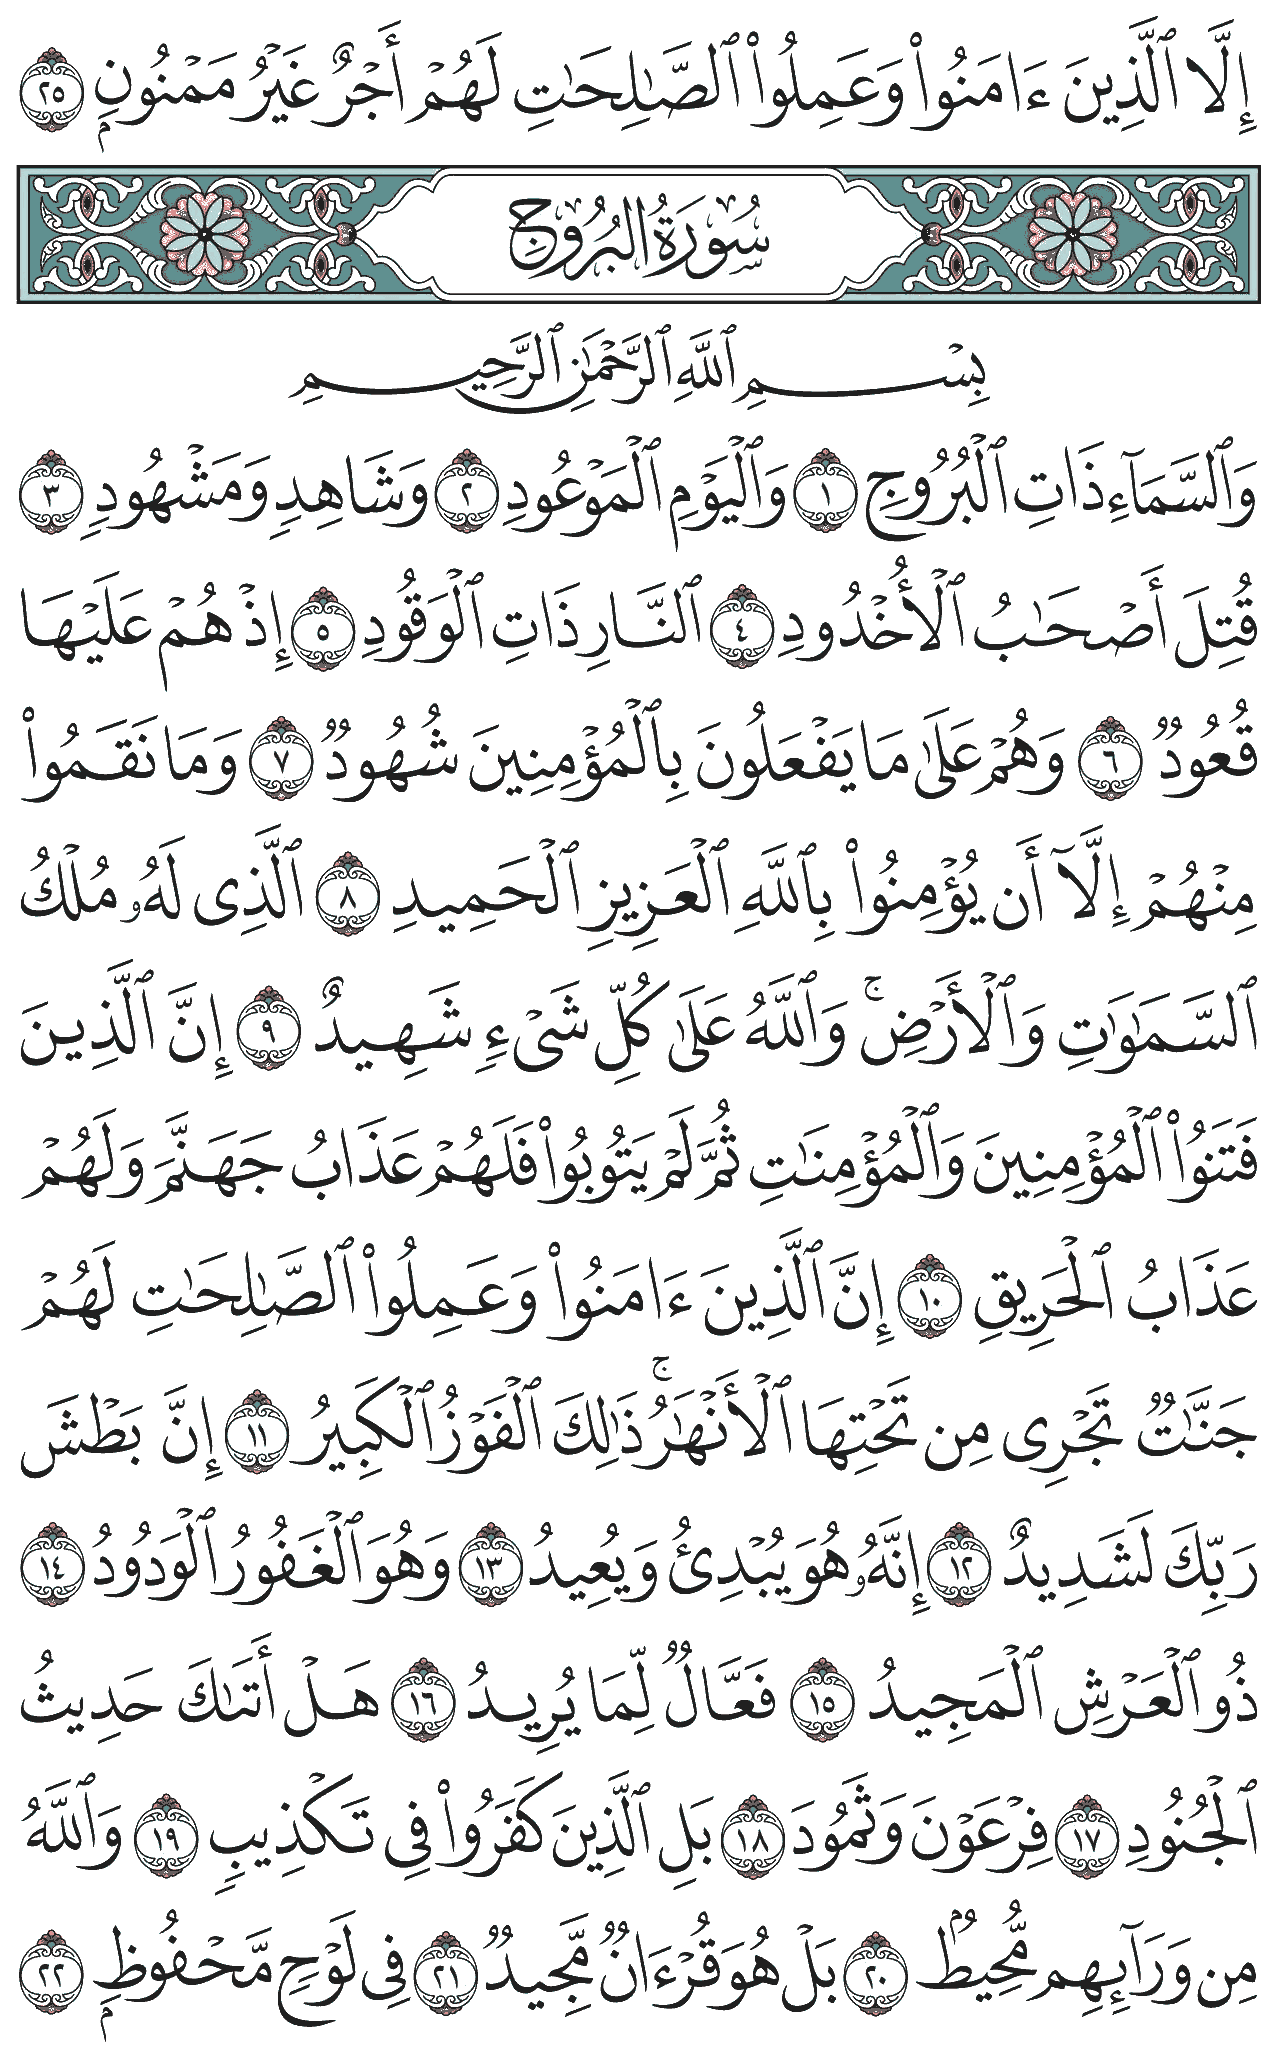 إِلَّا ٱلَّذِينَ ءَامَنُوا۟ وَعَمِلُوا۟ ٱلصَّـٰلِحَـٰتِ لَهُمْ أَجْرٌ غَيْرُ مَمْنُونٍۭ ٢٥
سُورَةُ البُرُوجِ
بِسْمِ ٱللَّهِ ٱلرَّحْمَـٰنِ ٱلرَّحِيمِ
وَٱلسَّمَآءِ ذَاتِ ٱلْبُرُوجِ ١ وَٱلْيَوْمِ ٱلْمَوْعُودِ ٢ وَشَاهِدٍ وَمَشْهُودٍ ٣
قُتِلَ أَصْحَـٰبُ ٱلْأُخْدُودِ ٤ ٱلنَّارِ ذَاتِ ٱلْوَقُودِ ٥ إِذْ هُمْ عَلَيْهَا
قُعُودٌ ٦ وَهُمْ عَلَىٰ مَا يَفْعَلُونَ بِٱلْمُؤْمِنِينَ شُهُودٌ ٧ وَمَا نَقَمُوا۟
مِنْهُمْ إِلَّآ أَن يُؤْمِنُوا۟ بِٱللَّهِ ٱلْعَزِيزِ ٱلْحَمِيدِ ٨ ٱلَّذِى لَهُۥ مُلْكُ
ٱلسَّمَـٰوَٰتِ وَٱلْأَرْضِ ۚ وَٱللَّهُ عَلَىٰ كُلِّ شَىْءٍ شَهِيدٌ ٩ إِنَّ ٱلَّذِينَ
فَتَنُوا۟ ٱلْمُؤْمِنِينَ وَٱلْمُؤْمِنَـٰتِ ثُمَّ لَمْ يَتُوبُوا۟ فَلَهُمْ عَذَابُ جَهَنَّمَ وَلَهُمْ
عَذَابُ ٱلْحَرِيقِ ١٠ إِنَّ ٱلَّذِينَ ءَامَنُوا۟ وَعَمِلُوا۟ ٱلصَّـٰلِحَـٰتِ لَهُمْ
جَنَّـٰتٌ تَجْرِى مِن تَحْتِهَا ٱلْأَنْهَـٰرُ ۚ ذَٰلِكَ ٱلْفَوْزُ ٱلْكَبِيرُ ١١ إِنَّ بَطْشَ
رَبِّكَ لَشَدِيدٌ ١٢ إِنَّهُۥ هُوَ يُبْدِئُ وَيُعِيدُ ١٣ وَهُوَ ٱلْغَفُورُ ٱلْوَدُودُ ١٤
ذُو ٱلْعَرْشِ ٱلْمَجِيدُ ١٥ فَعَّالٌ لِّمَا يُرِيدُ ١٦ هَلْ أَتَىٰكَ حَدِيثُ
ٱلْجُنُودِ ١٧ فِرْعَوْنَ وَثَمُودَ ١٨ بَلِ ٱلَّذِينَ كَفَرُوا۟ فِى تَكْذِيبٍ ١٩ وَٱللَّهُ
مِن وَرَآئِهِم مُّحِيطٌۢ ٢٠ بَلْ هُوَ قُرْءَانٌ مَّجِيدٌ ٢١ فِى لَوْحٍ مَّحْفُوظٍۭ ٢٢